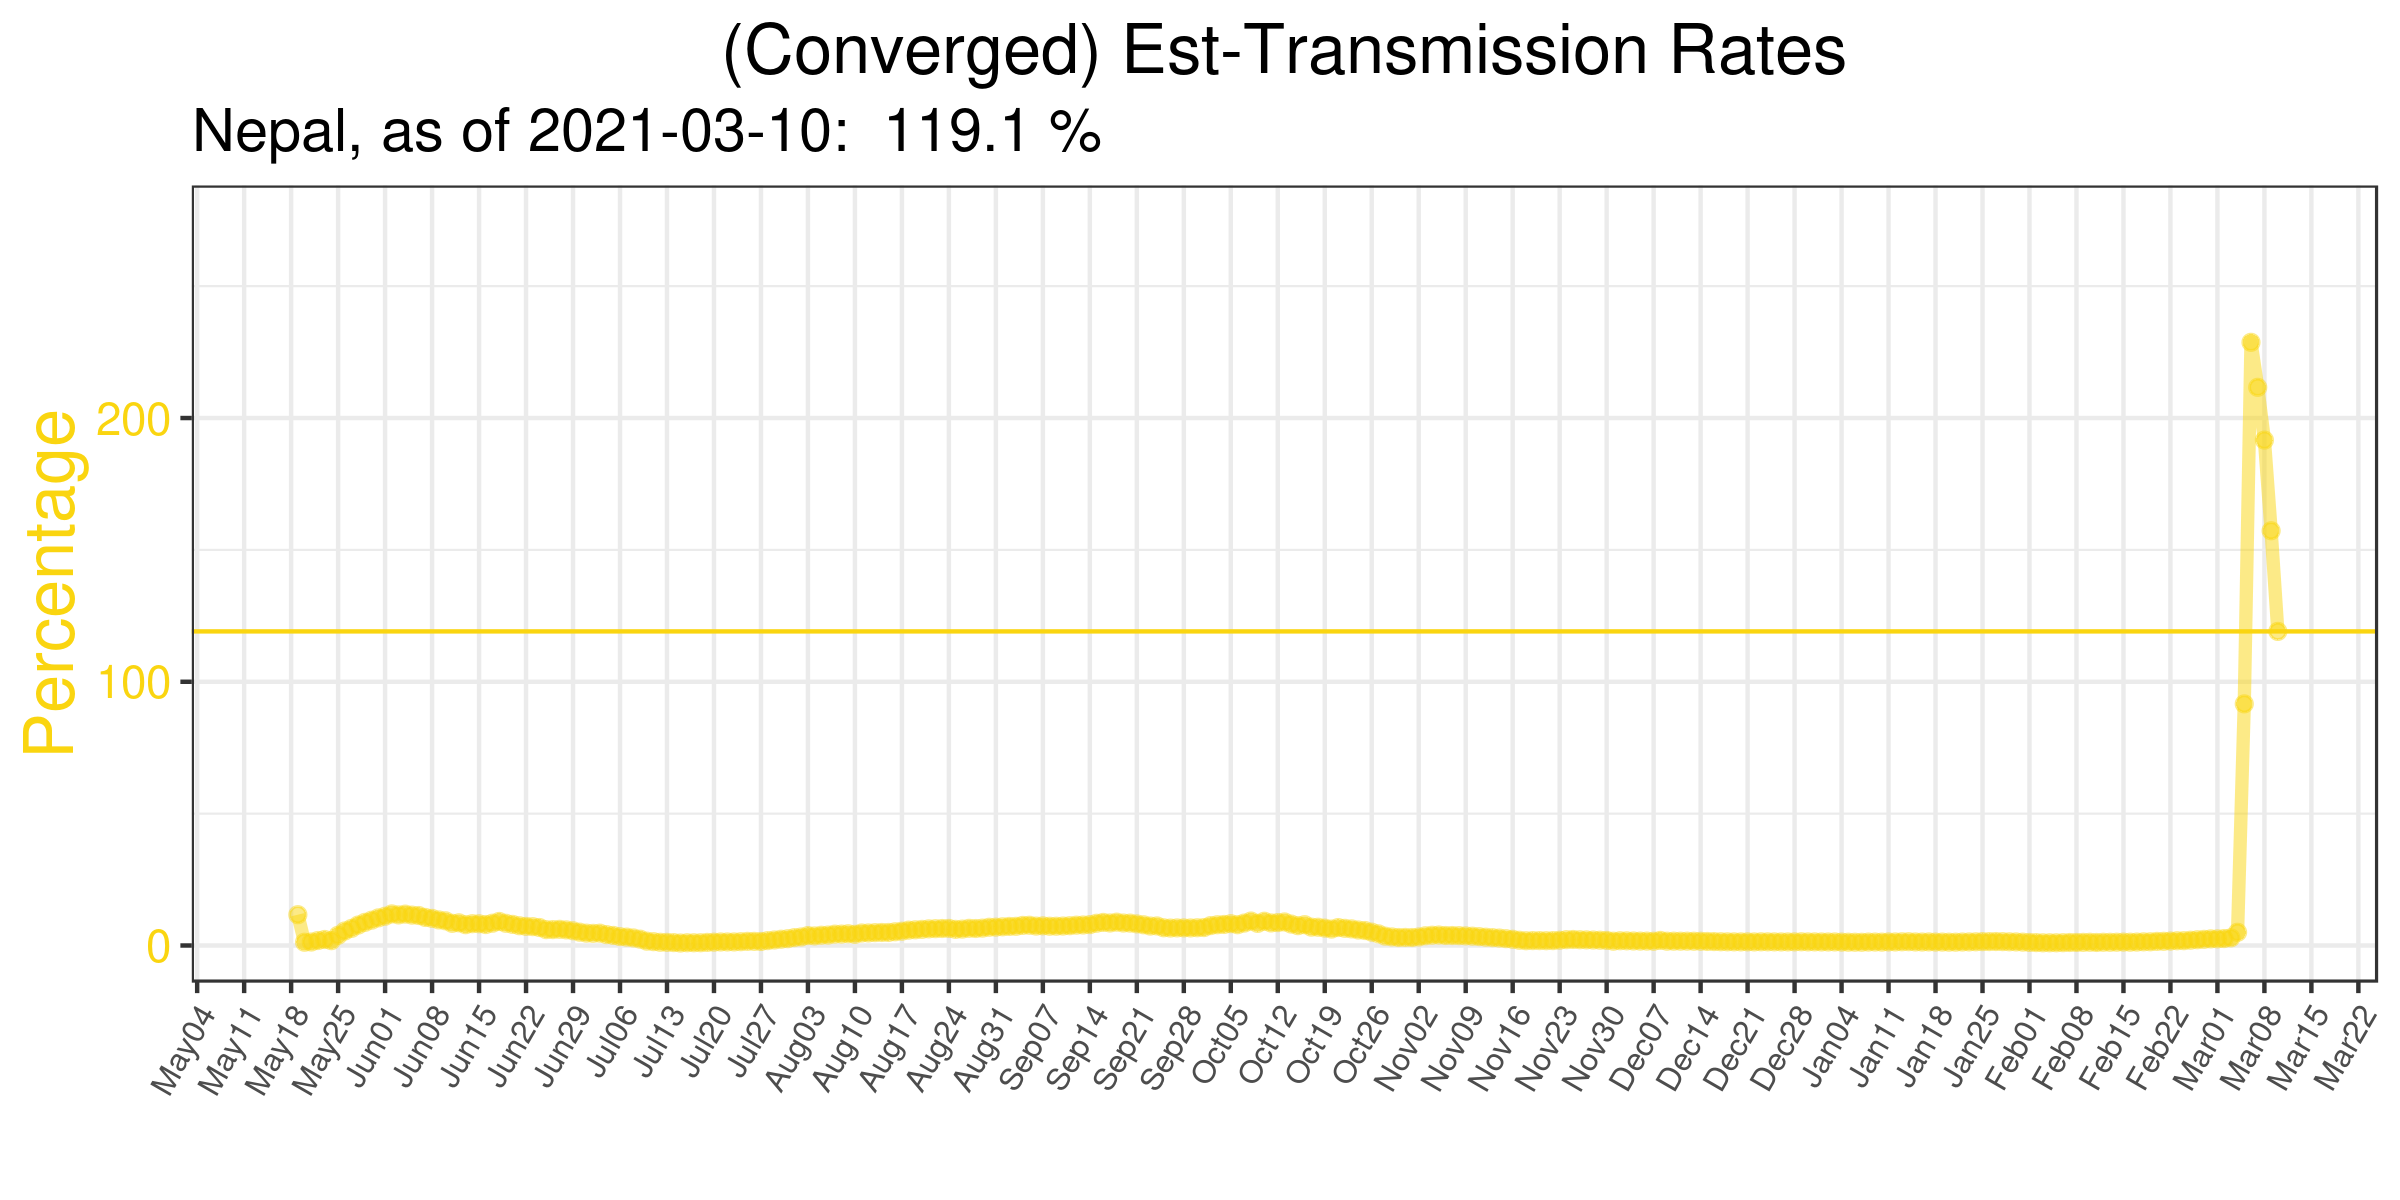 (Converged) Est-Transmission Rates
Nepal, as of 2021-03-10:  119.1 %
Percentage
200
100
0
May04 May11 May18 May25 Jun01 Jun08 Jun15 Jun22 Jun29 Jul06 Jul13 Jul20 Jul27 Aug03 Aug10 Aug17 Aug24 Aug31 Sep07 Sep14 Sep21 Sep28 Oct05 Oct12 Oct19 Oct26 Nov02 Nov09 Nov16 Nov23 Nov30 Dec07 Dec14 Dec21 Dec28 Jan04 Jan11 Jan18 Jan25 Feb01 Feb08 Feb15 Feb22 Mar01 Mar08 Mar15 Mar22